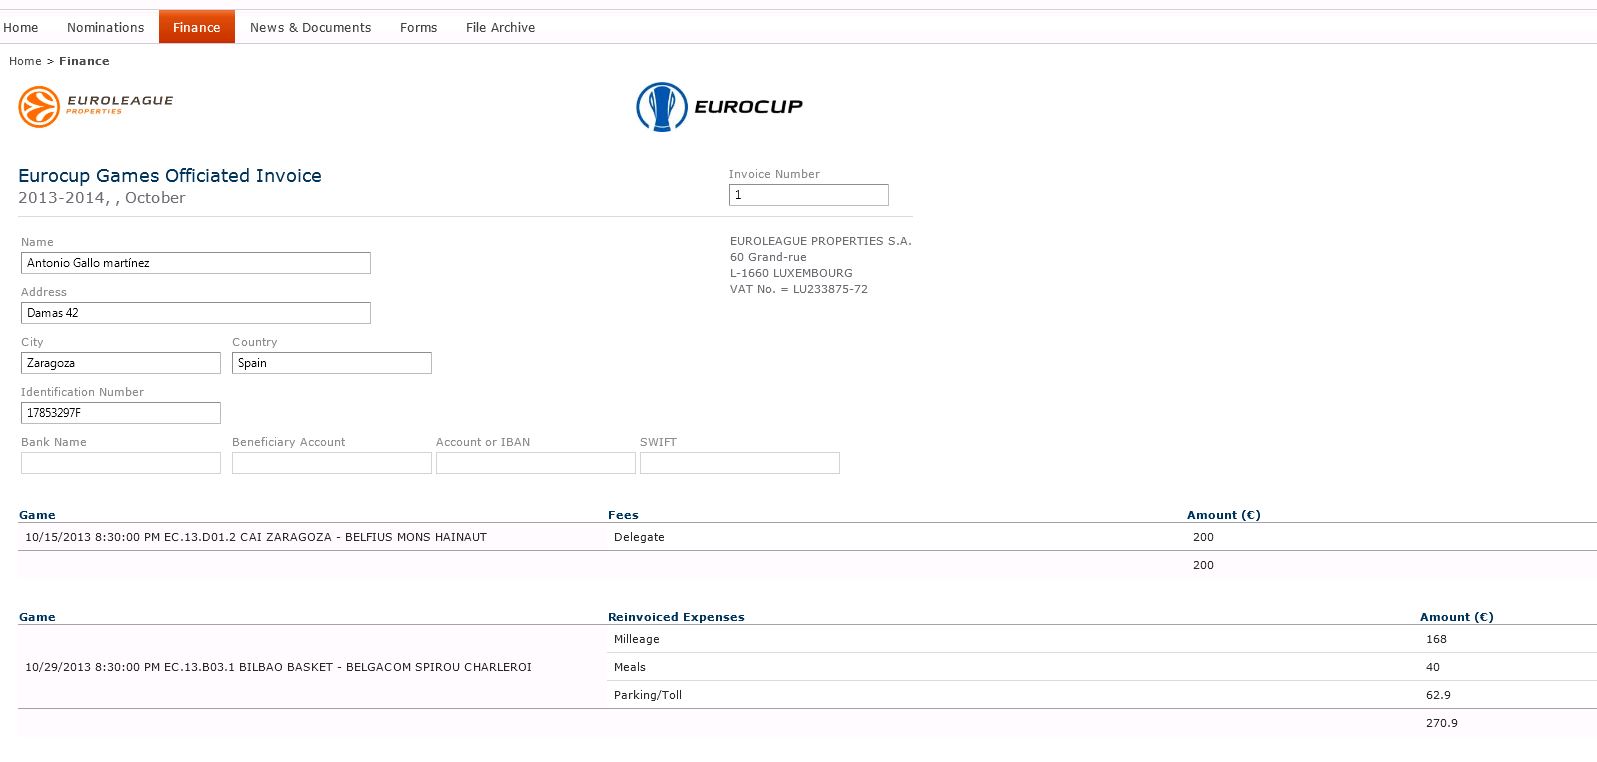 Home Nominations Finance News & Documents Forms File Archive
Home > Finance
EUROLEAGUE
PROPERTIES
EUROCUP
Eurocup Games Officiated Invoice
2013-2014, , October
Invoice Number
1
Name
Antonio Gallo martínez
EUROLEAGUE PROPERTIES S.A.
60 Grand-rue
L-1660 LUXEMBOURG
VAT No. = LU233875-72
Address
Damas 42
City Country
Zaragoza Spain
Identification Number
17853297F
Bank Name Beneficiary Account Account or IBAN SWIFT
Game Fees Amount (€)
10/15/2013 8:30:00 PM EC.13.D01.2 CAI ZARAGOZA - BELFIUS MONS HAINAUT Delegate 200
200
Game Reinvoiced Expenses Amount (€)
Milleage 168
10/29/2013 8:30:00 PM EC.13.B03.1 BILBAO BASKET - BELGACOM SPIROU CHARLEROI Meals 40
Parking/Toll 62.9
270.9